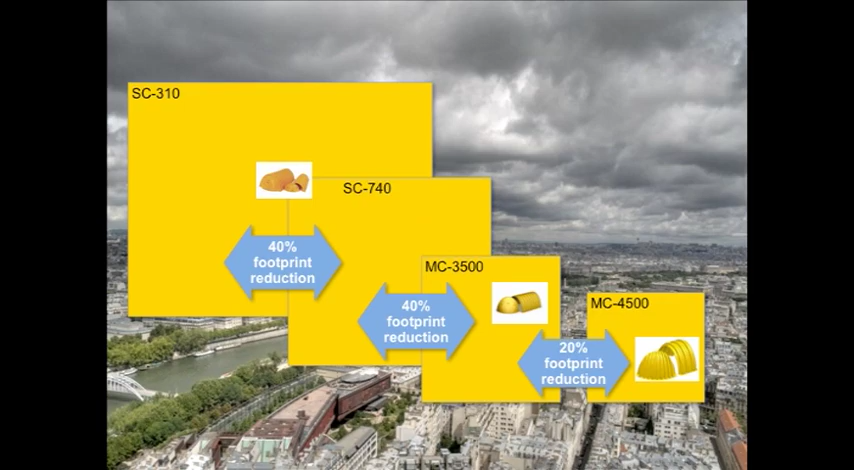 SC-310
SC-740
40%
footprint
reduction
MC-3500
40%
footprint
reduction
MC-4500
20%
footprint
reduction